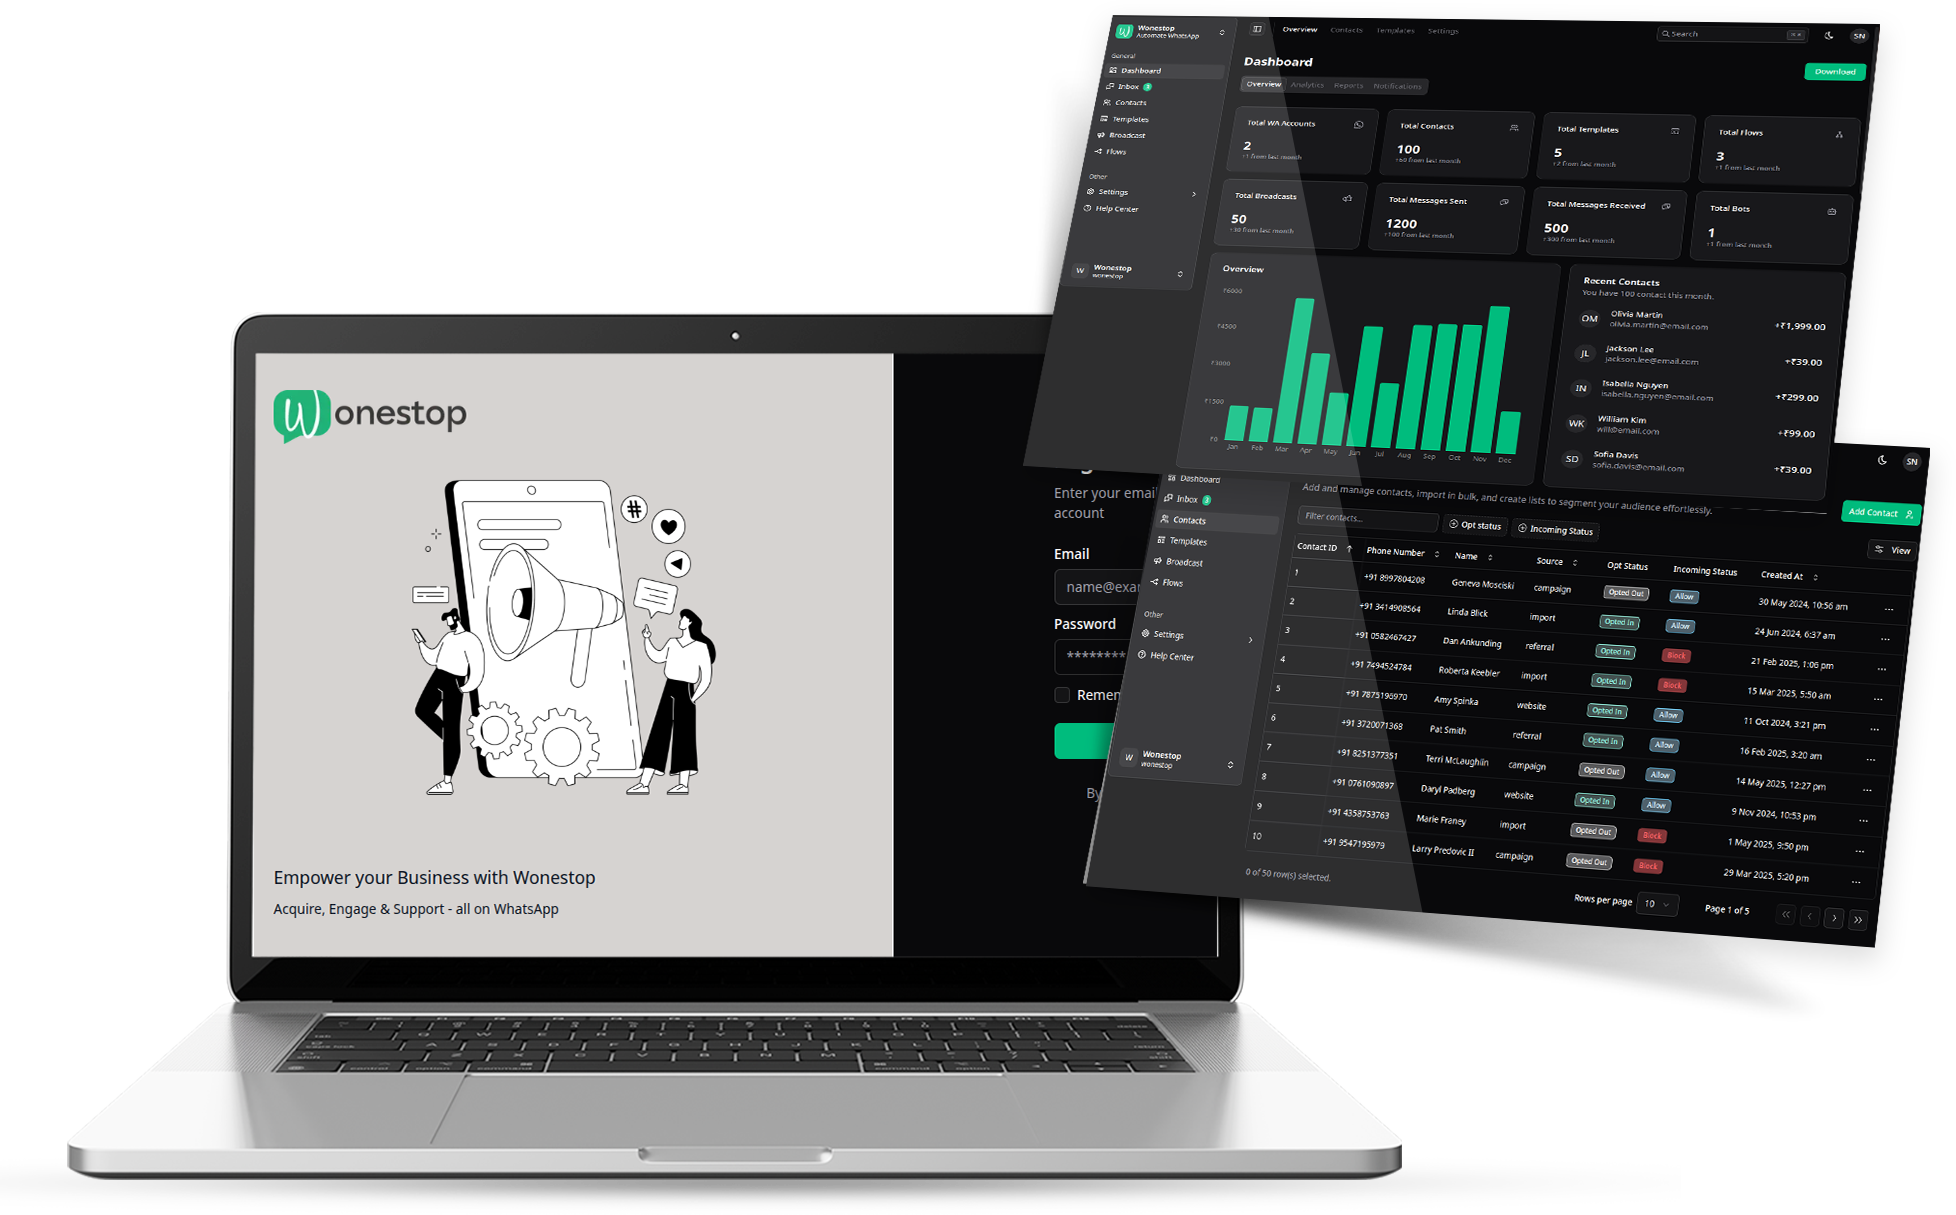 Wonestop
Empower your Business with Wonestop
Acquire, Engage & Support - all on WhatsApp
Enter your email
account
Email
name@exa
Password
********
Remem
By
Wonestop
Automate WhatsApp
General
Dashboard
Inbox 3
Contacts
Templates
Broadcast
Flows
Other
Settings
Help Center
W Wonestop
wonestop
Overview Contacts Templates Settings
Search
SN
Dashboard
Download
Overview Analytics Reports Notifications
Total WA Accounts
2
+1 from last month
Total Contacts
100
+60 from last month
Total Templates
5
+2 from last month
Total Flows
3
+1 from last month
Total Broadcasts
50
+30 from last month
Total Messages Sent
1200
+100 from last month
Total Messages Received
500
+300 from last month
Total Bots
1
+1 from last month
Overview
₹6000
₹4500
₹3000
₹1500
₹0
Jan Feb Mar Apr May Jun Jul Aug Sep Oct Nov Dec
Recent Contacts
You have 100 contact this month.
OM Olivia Martin
olivia.martin@email.com
+₹1,999.00
JL Jackson Lee
jackson.lee@email.com
+₹39.00
IN Isabella Nguyen
isabella.nguyen@email.com
+₹299.00
WK William Kim
will@email.com
+₹99.00
SD Sofia Davis
sofia.davis@email.com
+₹39.00
SN
Dashboard
Inbox 3
Contacts
Templates
Broadcast
Flows
Other
Settings
Help Center
W Wonestop
wonestop
Add and manage contacts, import in bulk, and create lists to segment your audience effortlessly.
Add Contact
Filter contacts...
Opt status
Incoming Status
View
Contact ID Phone Number Name Source Opt Status Incoming Status Created At
1 +91 8997804208 Geneva Mosciski campaign Opted Out Allow 30 May 2024, 10:56 am
2 +91 3414908564 Linda Blick import Opted In Allow 24 Jun 2024, 6:37 am
3 +91 0582467427 Dan Ankunding referral Opted In Block 21 Feb 2025, 1:06 pm
4 +91 7494524784 Roberta Keebler import Opted In Block 15 Mar 2025, 5:50 am
5 +91 7875196970 Amy Spinka website Opted In Allow 11 Oct 2024, 3:21 pm
6 +91 3720071368 Pat Smith referral Opted In Allow 16 Feb 2025, 3:20 am
7 +91 8251377351 Terri McLaughlin campaign Opted Out Allow 14 May 2025, 12:27 pm
8 +91 0761090897 Daryl Padberg website Opted In Allow 9 Nov 2024, 10:53 pm
9 +91 4358753763 Marie Franey import Opted Out Block 1 May 2025, 9:50 pm
10 +91 9547195979 Larry Predovic II campaign Opted Out Block 29 Mar 2025, 5:20 pm
0 of 50 row(s) selected.
Rows per page 10
Page 1 of 5